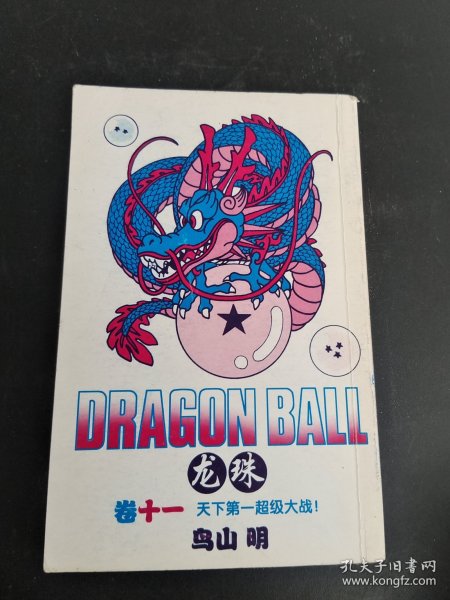 DRAGON BALL
龙珠
卷十一 天下第一超级大战!
鸟山 明
孔夫子旧书网
www.kongfz.com